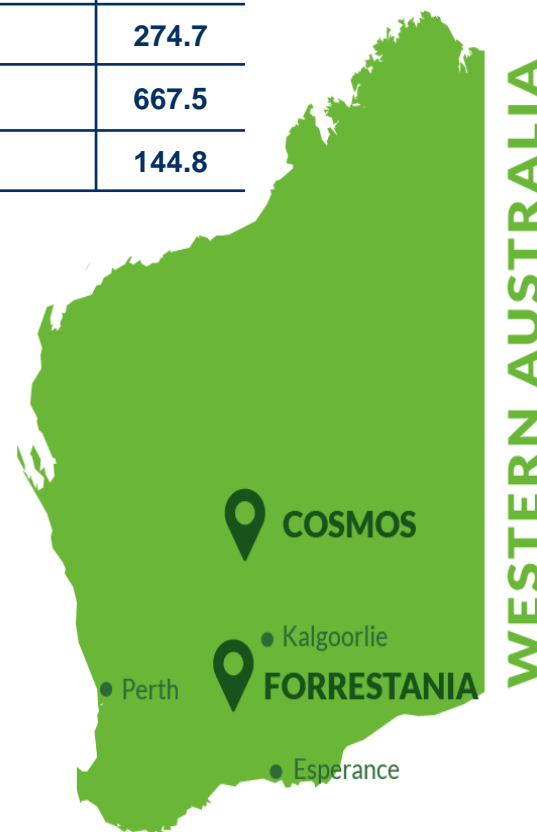 274.7
667.5
144.8
WESTERN AUSTRALIA
COSMOS
Kalgoorlie
Perth
FORRESTANIA
Esperance